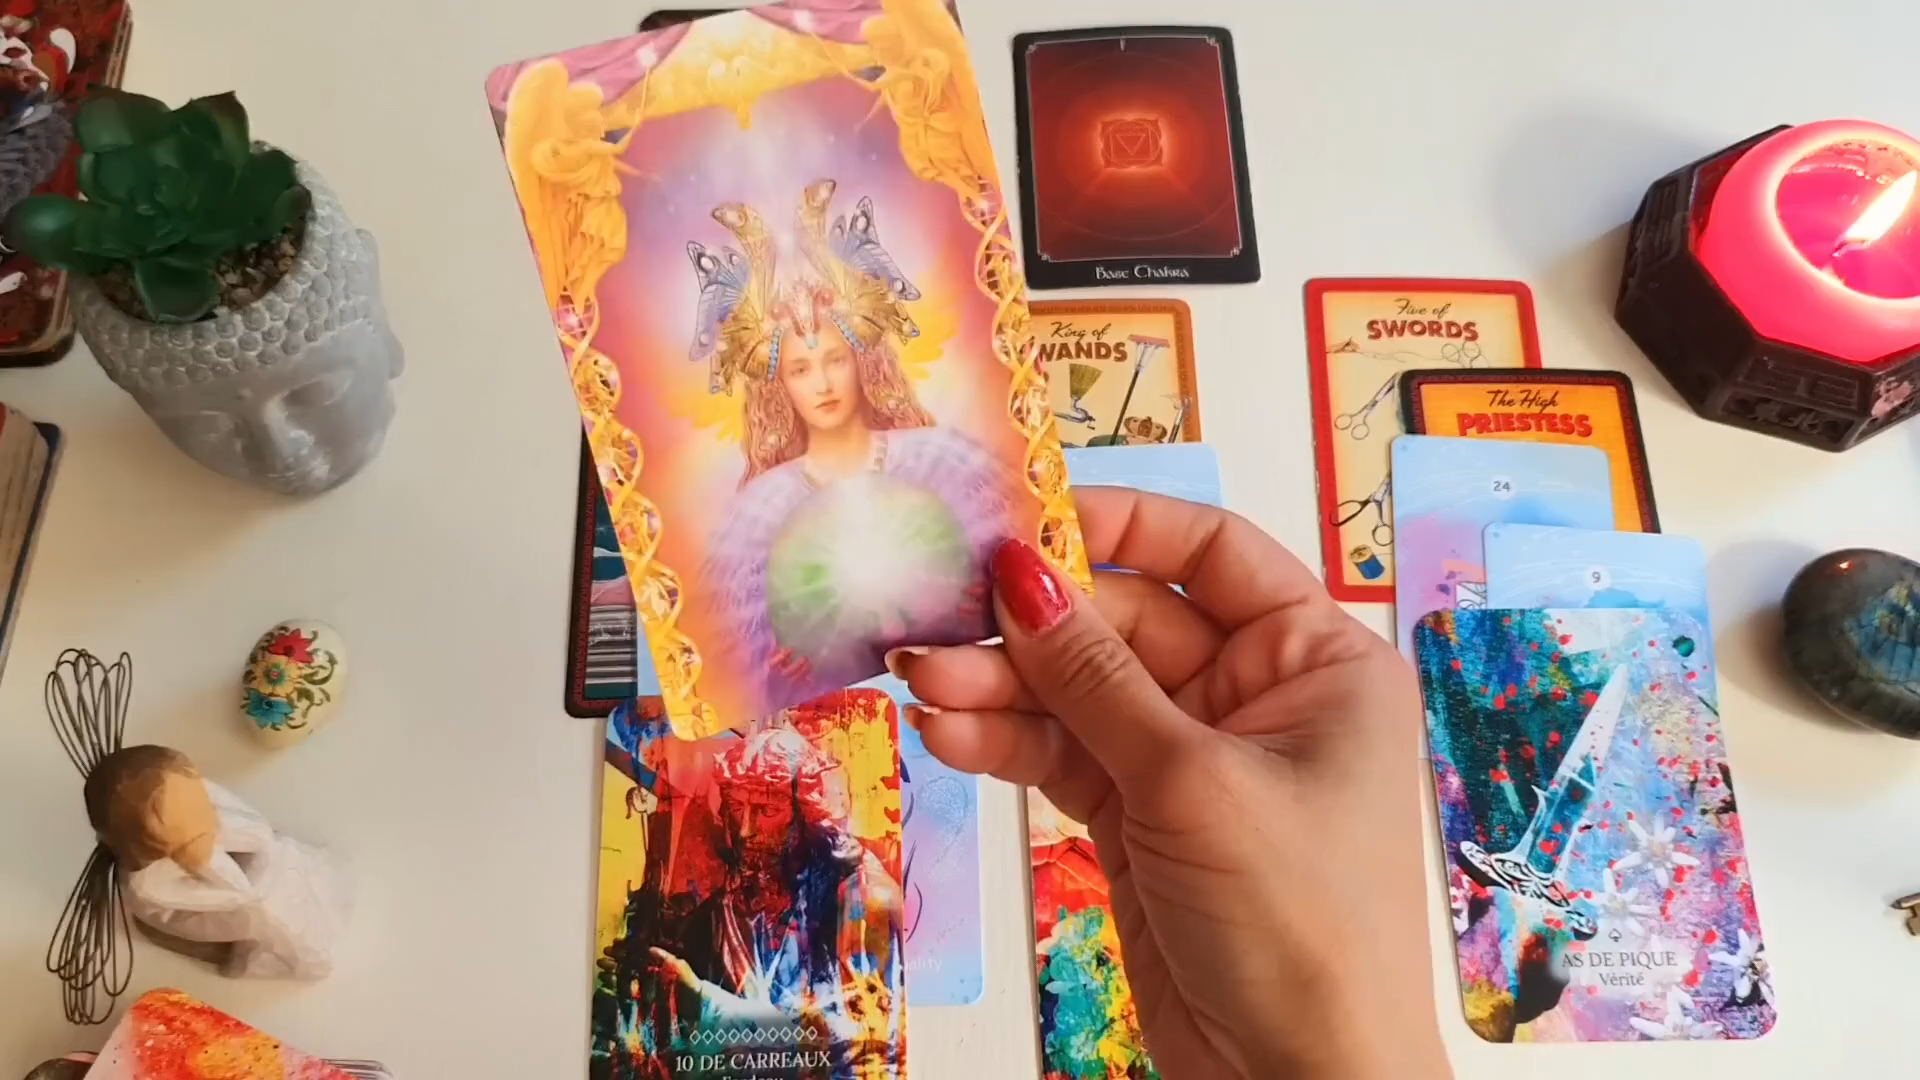 Base Chakra
King of
WANDS
Five of
SWORDS
The High
PRIESTESS
24
9
AS DE PIQUE
Vérité
10 DE CARREAUX